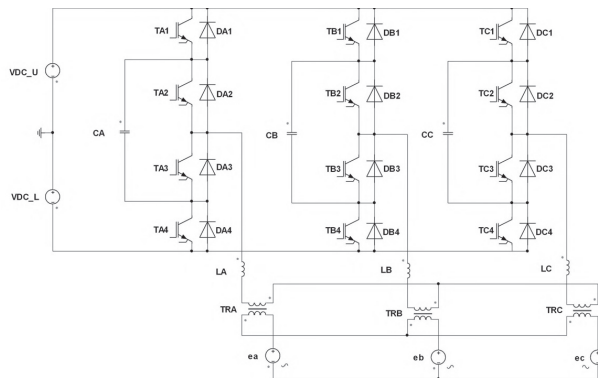 TA1 DA1 TB1 DB1 TC1 DC1
VDC_U
TA2 DA2 TB2 DB2 TC2 DC2
CA CB CC
TA3 DA3 TB3 DB3 TC3 DC3
VDC_L
TA4 DA4 TB4 DB4 TC4 DC4
LA LB LC
TRA TRB TRC
ea eb ec